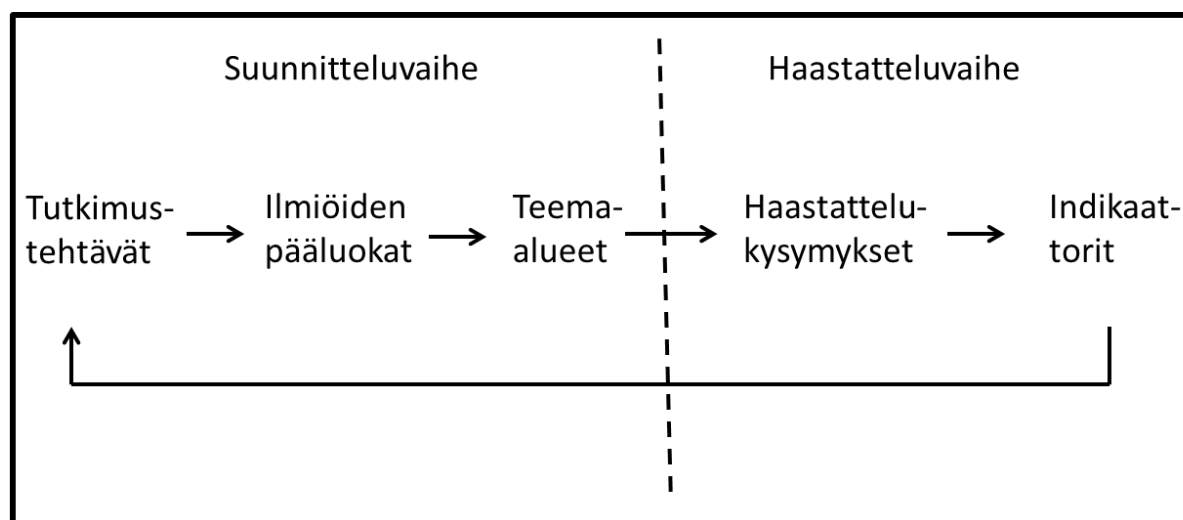 Suunnitteluvaihe
Haastatteluvaihe
Tutkimus-
tehtävät
Ilmiöiden
pääluokat
Teema-
alueet
Haastattelu-
kysymykset
Indikaat-
torit